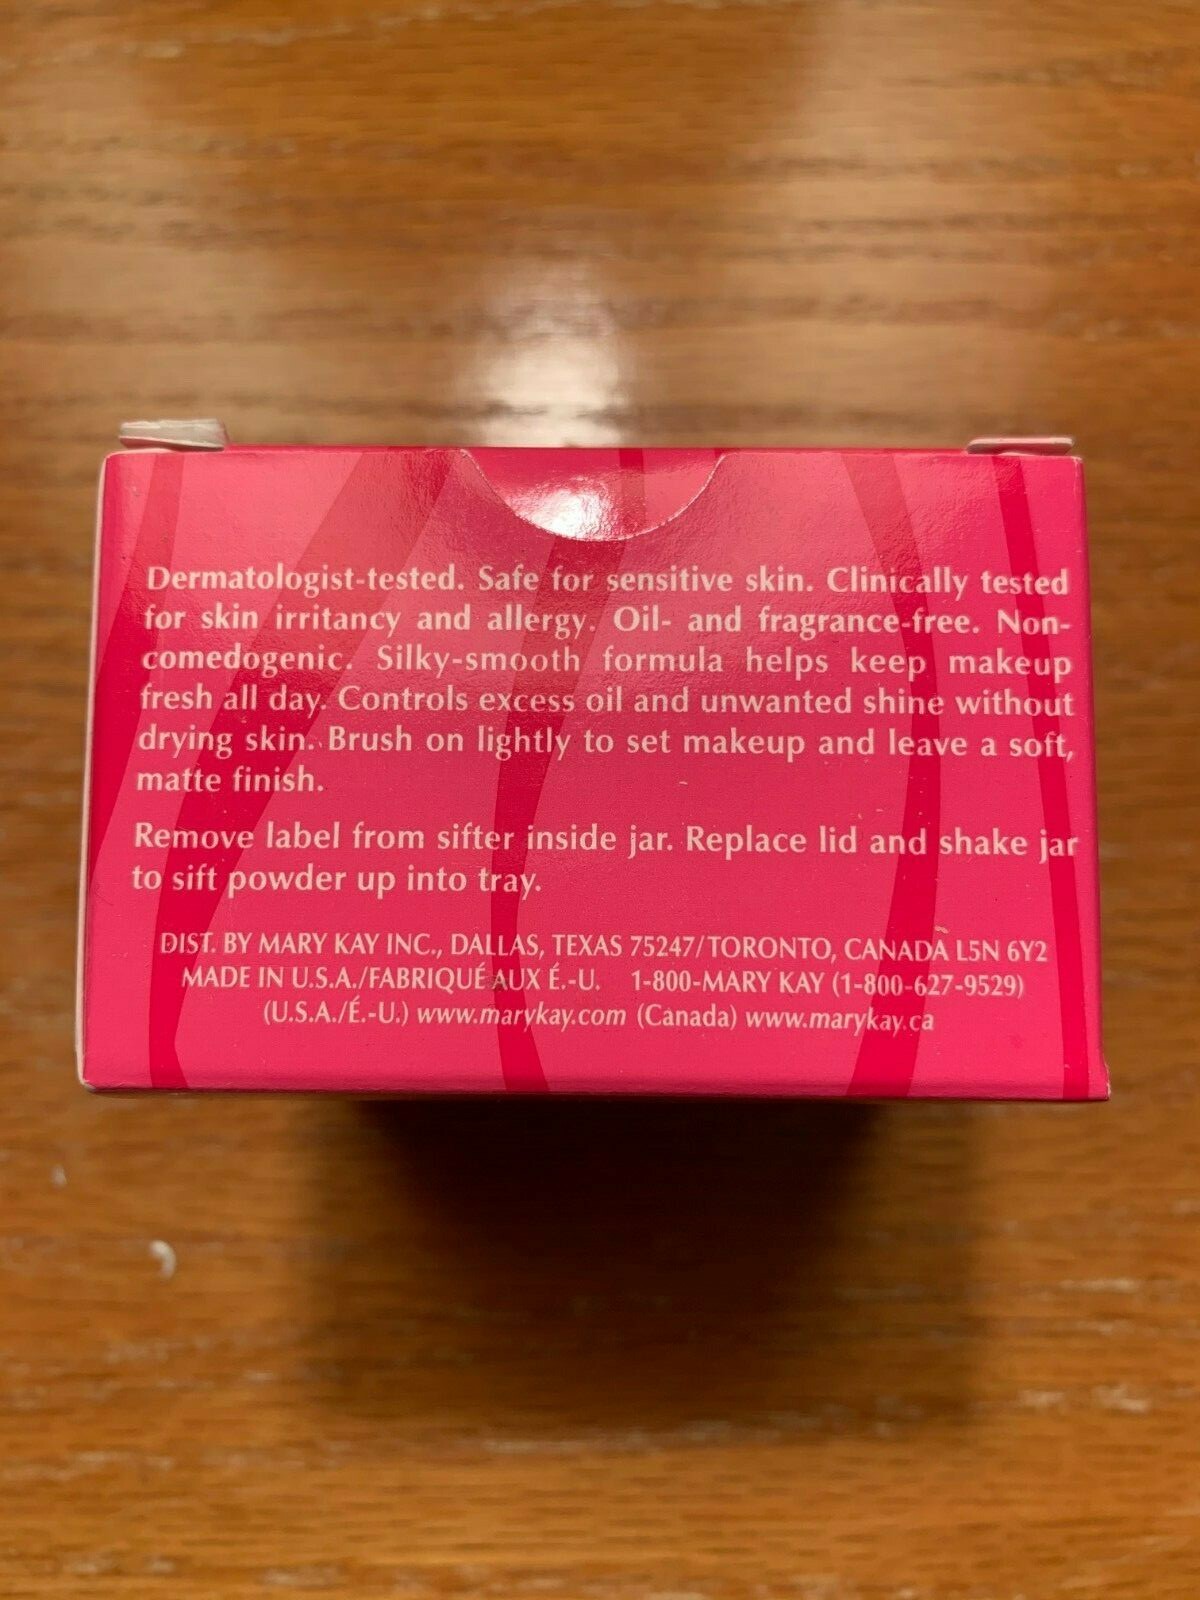 Dermatologist-tested. Safe for sensitive skin. Clinically tested
for skin irritancy and allergy. Oil- and fragrance-free. Non-
comedogenic. Silky-smooth formula helps keep makeup
fresh all day. Controls excess oil and unwanted shine without
drying skin. Brush on lightly to set makeup and leave a soft,
matte finish.
Remove label from sifter inside jar. Replace lid and shake jar
to sift powder up into tray.
DIST. BY MARY KAY INC., DALLAS, TEXAS 75247/TORONTO, CANADA L5N 6Y2
MADE IN U.S.A./FABRIQUÉ AUX É.-U. 1-800-MARY KAY (1-800-627-9529)
(U.S.A./É.-U.) www.marykay.com (Canada) www.marykay.ca